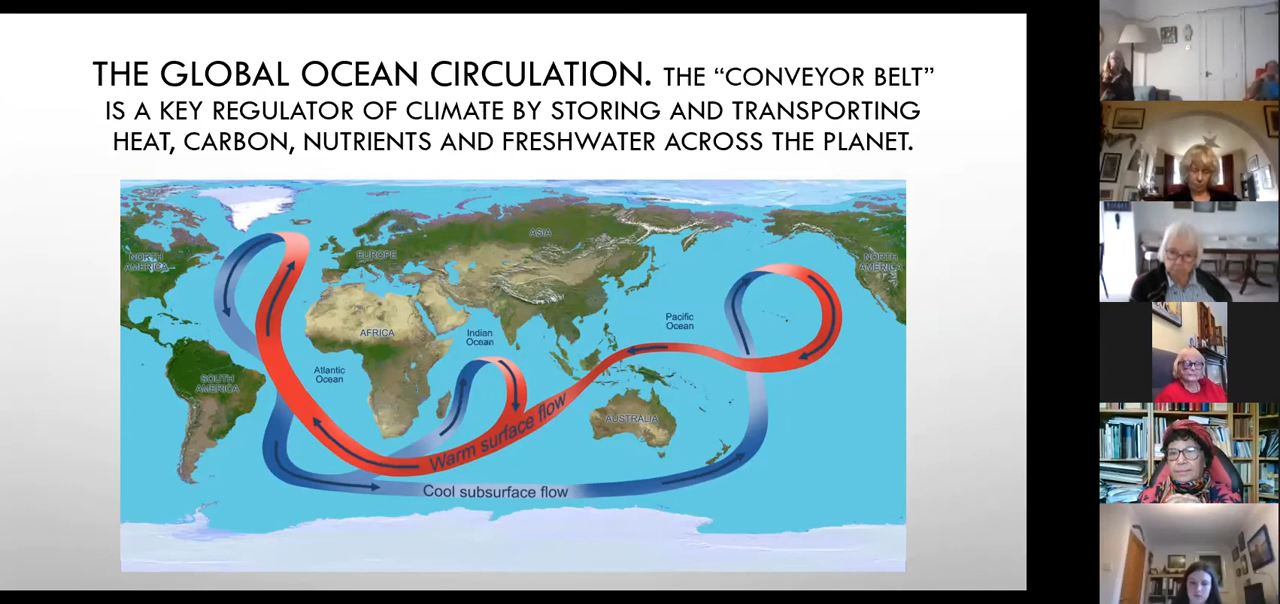 THE GLOBAL OCEAN CIRCULATION. THE “CONVEYOR BELT”
IS A KEY REGULATOR OF CLIMATE BY STORING AND TRANSPORTING
HEAT, CARBON, NUTRIENTS AND FRESHWATER ACROSS THE PLANET.
NORTH
AMERICA
EUROPE
ASIA
NORTH
AMERICA
AFRICA
Indian
Ocean
Pacific
Ocean
Atlantic
Ocean
SOUTH
AMERICA
AUSTRALIA
Warm surface flow
Cool subsurface flow